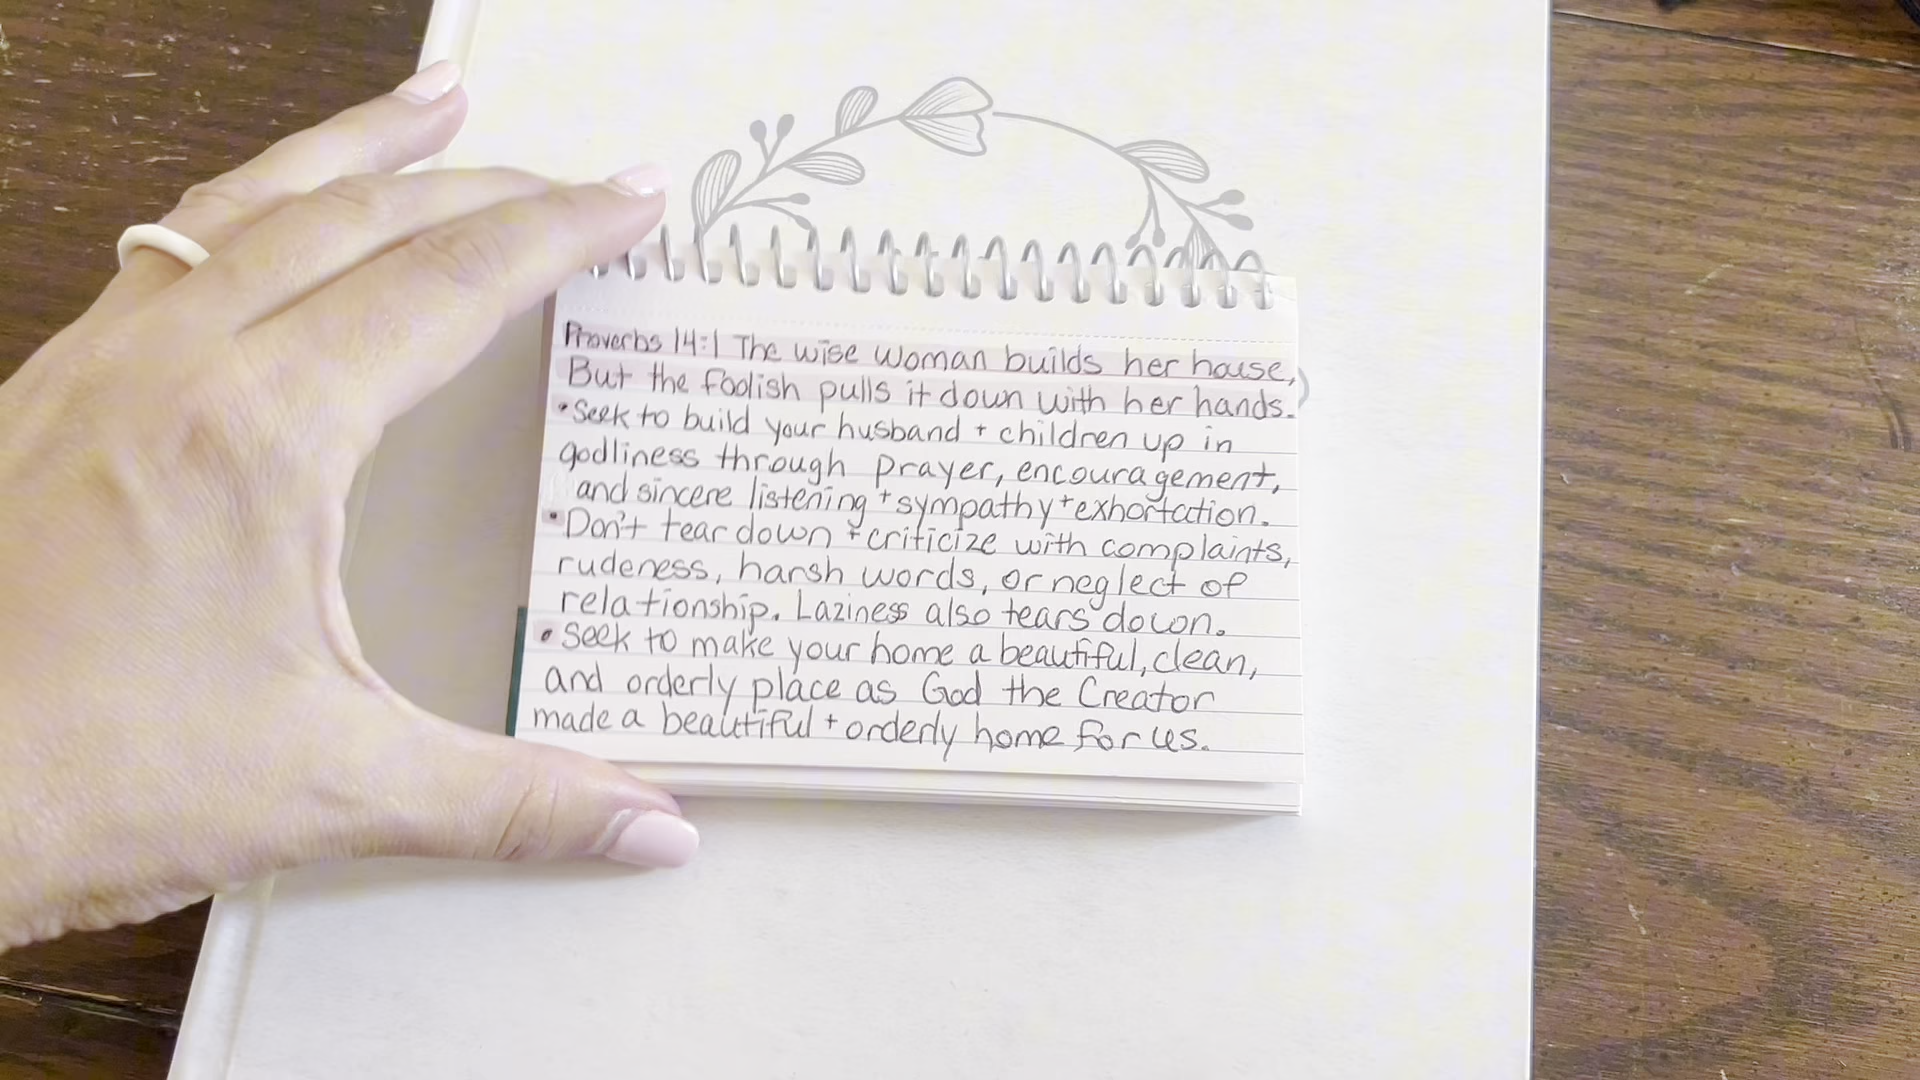 Proverbs 14:1 The wise woman builds her house,
But the foolish pulls it down with her hands.
• Seek to build your husband + children up in
godliness through prayer, encouragement,
and sincere listening + sympathy + exhortation.
• Don't tear down + criticize with complaints,
rudeness, harsh words, or neglect of
relationship. Laziness also tears down.
• Seek to make your home a beautiful, clean,
and orderly place as God the Creator
made a beautiful + orderly home for us.